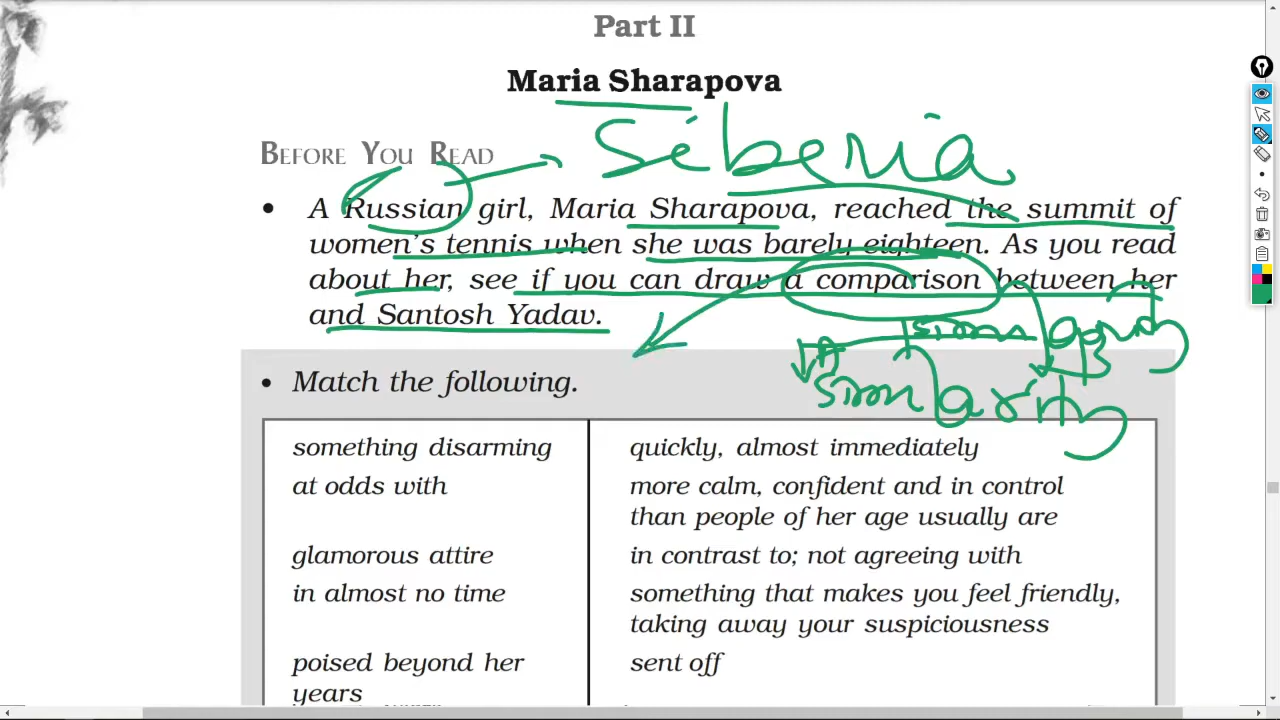 Part II
Maria Sharapova
BEFORE YOU READ
Siberia
• A Russian girl, Maria Sharapova, reached the summit of
women's tennis when she was barely eighteen. As you read
about her, see if you can draw a comparison between her
and Santosh Yadav.
similarity
• Match the following.
something disarming
quickly, almost immediately
at odds with
more calm, confident and in control
than people of her age usually are
glamorous attire
in contrast to; not agreeing with
in almost no time
something that makes you feel friendly,
taking away your suspiciousness
poised beyond her
years
sent off